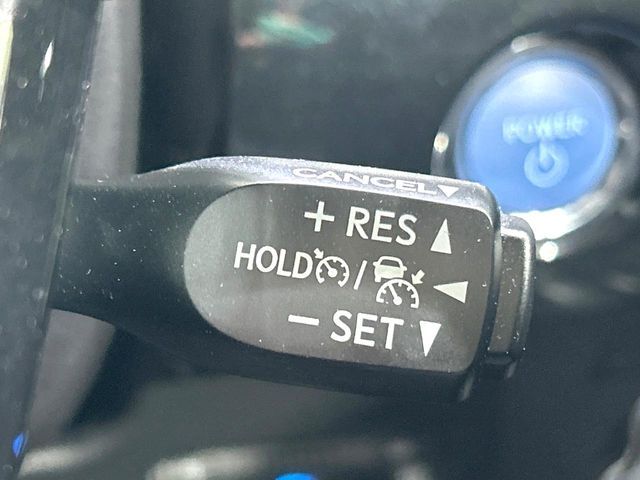 POWER
CANCEL▼
+ RES ▲
HOLD / ◀
− SET ▼